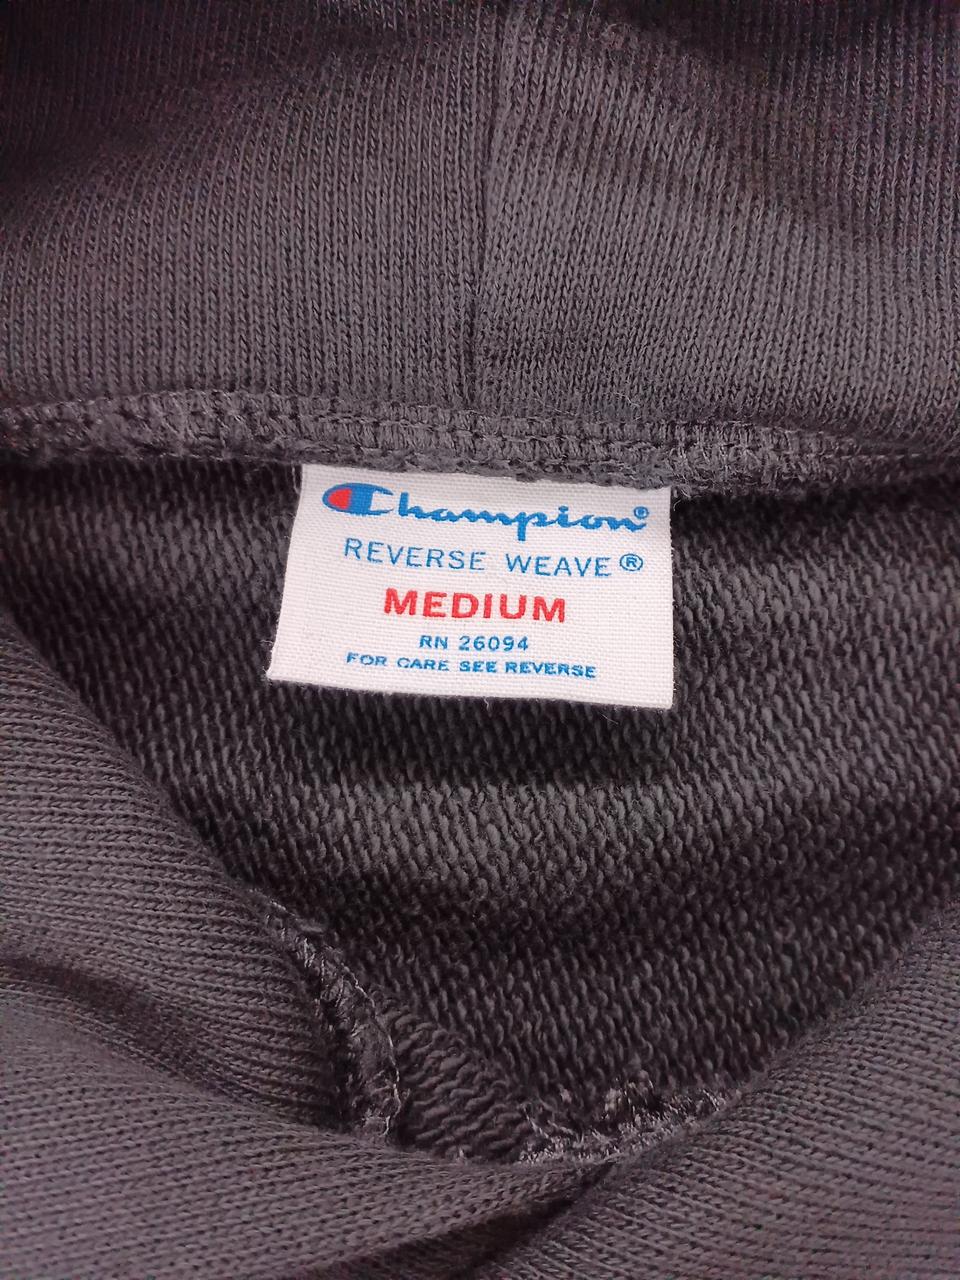 Champion®
REVERSE WEAVE®
MEDIUM
RN 26094
FOR CARE SEE REVERSE